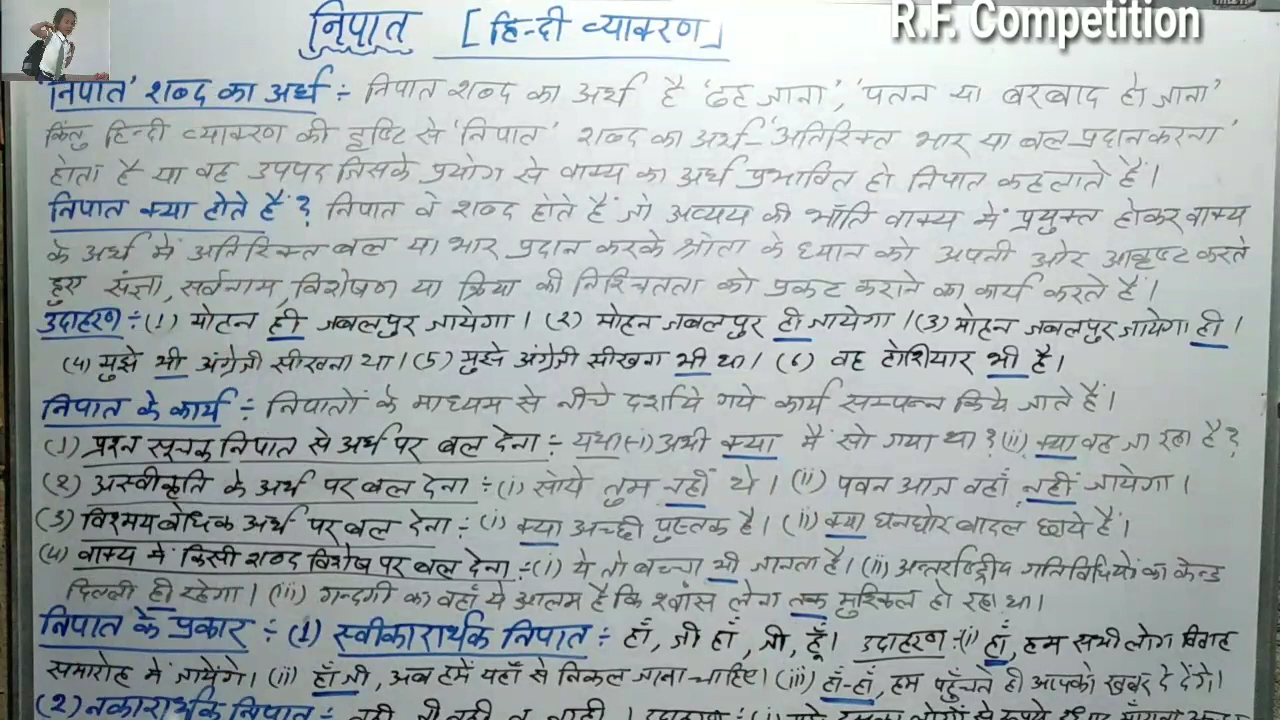 R.F. Competition
निपात [हिन्दी व्याकरण]
'निपात' शब्द का अर्थ ÷ निपात शब्द का अर्थ है 'ढह जाना', 'पतन या बरबाद हो जाना'
किंतु हिन्दी व्याकरण की दृष्टि से 'निपात' शब्द का अर्थ- 'अतिरिक्त भार या बल प्रदान करना'
होता है या वह उपपद जिसके प्रयोग से वाक्य का अर्थ प्रभावित हो निपात कहलाते हैं।
निपात क्या होते हैं? निपात वे शब्द होते हैं जो अव्यय की भाँति वाक्य में प्रयुक्त होकर वाक्य
के अर्थ में अतिरिक्त बल या भार प्रदान करके श्रोता के ध्यान को अपनी ओर आकृष्ट करते
हुए संज्ञा, सर्वनाम, विशेषण या क्रिया की निश्चितता को प्रकट कराने का कार्य करते हैं।
उदाहरण ÷ (1) मोहन ही जबलपुर जायेगा। (2) मोहन जबलपुर ही जायेगा। (3) मोहन जबलपुर जायेगा ही।
(4) मुझे भी अंग्रेजी सीखना था। (5) मुझे अंग्रेजी सीखना भी था। (6) वह होशियार भी है।
निपात के कार्य ÷ निपातों के माध्यम से नीचे दर्शाये गये कार्य सम्पन्न किये जाते हैं।
(1) प्रश्न सूचक निपात से अर्थ पर बल देना ÷ यथा (i) अभी क्या मैं सो गया था? (ii) क्या वह जा रहा है?
(2) अस्वीकृति के अर्थ पर बल देना ÷ (i) सोये तुम नहीं थे। (ii) पवन आज वहाँ नहीं जायेगा।
(3) विस्मयबोधक अर्थ पर बल देना ÷ (i) क्या अच्छी पुस्तक है। (ii) क्या घनघोर बादल छाये हैं।
(4) वाक्य में किसी शब्द विशेष पर बल देना ÷ (i) ये तो बच्चा भी जानता है। (ii) अन्तर्राष्ट्रीय गतिविधियों का केन्द्र
दिल्ली ही रहेगा। (iii) गन्दगी का वहाँ ये आलम है कि श्वाँस लेना तक मुश्किल हो रहा था।
निपात के प्रकार ÷ (1) स्वीकारार्थक निपात ÷ हाँ, जी हाँ, जी, हूँ। उदाहरण ÷ (i) हाँ, हम सभी लोग विवाह
समारोह में जायेंगे। (ii) हाँ जी, अब हमें यहाँ से निकल जाना चाहिए। (iii) हाँ-हाँ, हम पहुँचते ही आपको खबर दे देंगे।
(2) नकारार्थक निपात ÷